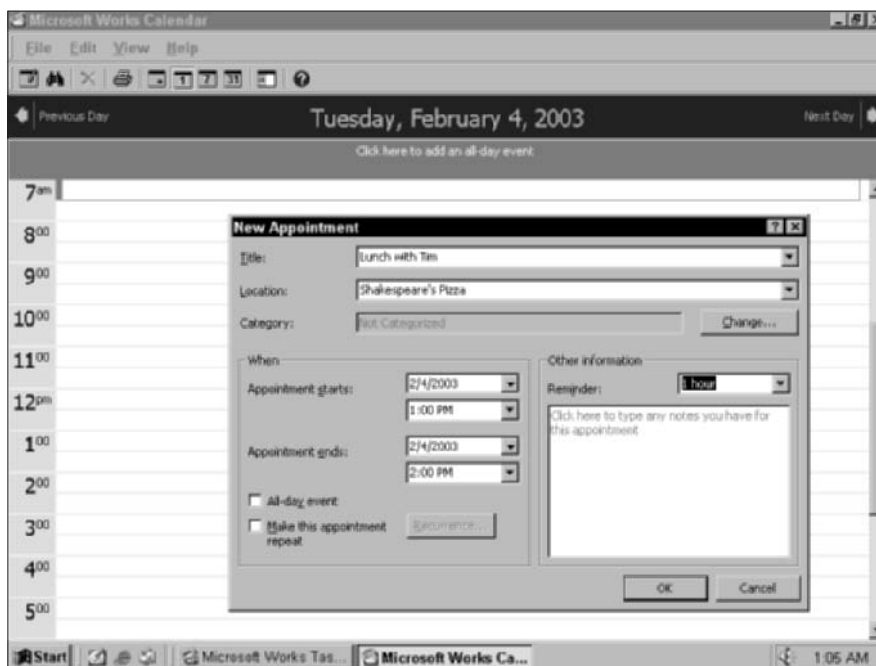 Microsoft Works Calendar
File Edit View Help
1 7 31
Previous Day
Tuesday, February 4, 2003
Next Day
Click here to add an all-day event
7am
8 00
9 00
10 00
11 00
12 pm
1 00
2 00
3 00
4 00
5 00
New Appointment
Title: Lunch with Tim
Location: Shakespeare's Pizza
Category: Not Categorized Change...
When
Appointment starts: 2/4/2003
1:00 PM
Appointment ends: 2/4/2003
2:00 PM
All-day event
Make this appointment
repeat
Recurrence...
Other information
Reminder: 1 hour
Click here to type any notes you have for
this appointment
OK Cancel
Start Microsoft Works Tas... Microsoft Works Ca... 1:05 AM